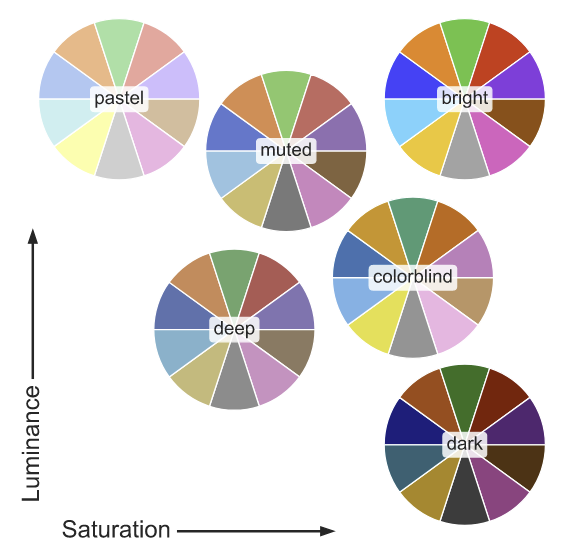 pastel
bright
muted
colorblind
deep
dark
Luminance
Saturation